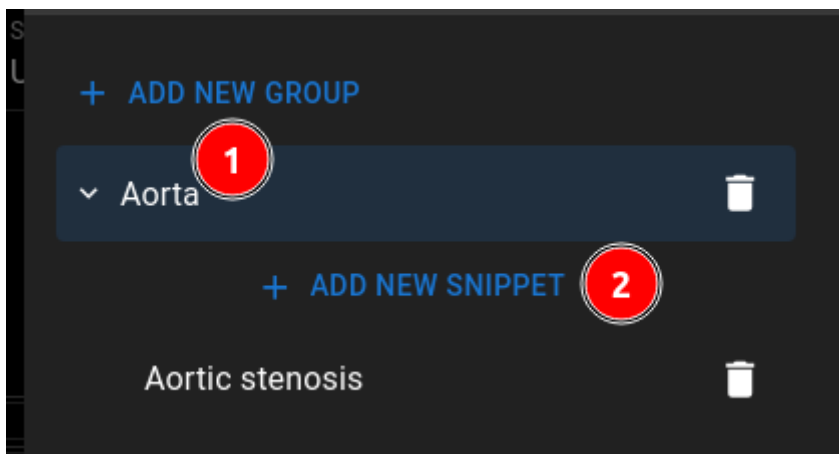 S
U
+ ADD NEW GROUP
1
Aorta
+ ADD NEW SNIPPET 2
Aortic stenosis